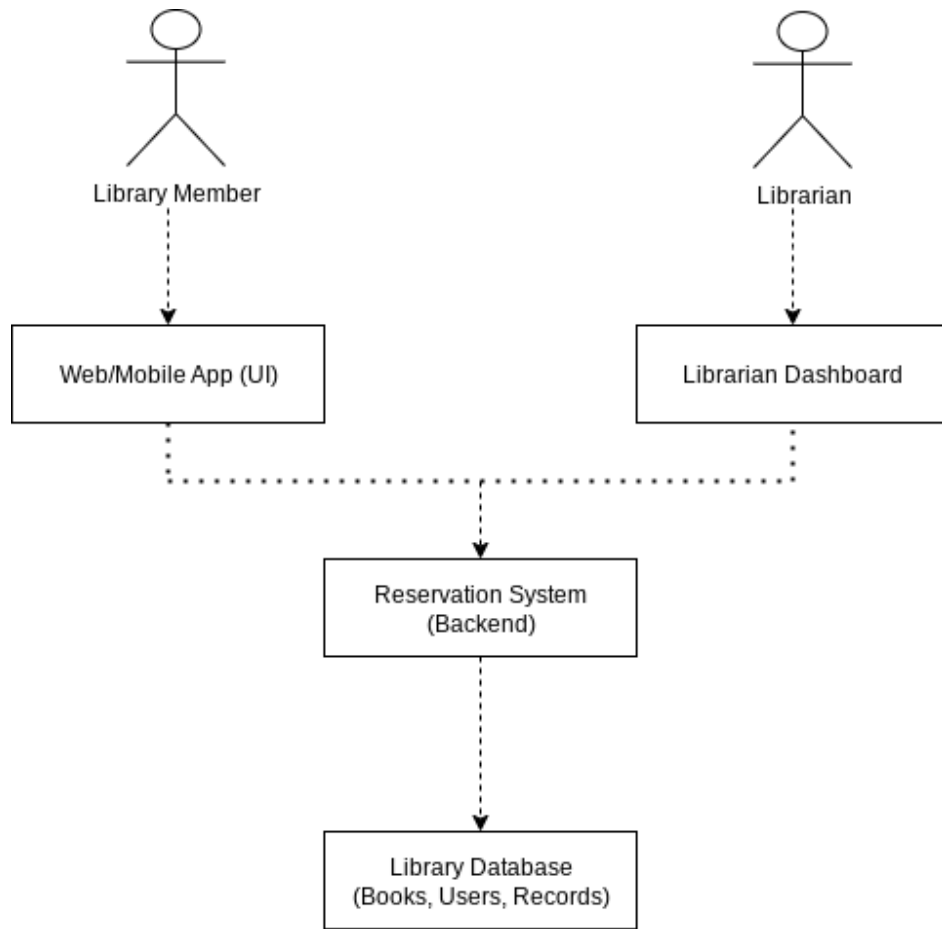 Library Member
Librarian
Web/Mobile App (UI)
Librarian Dashboard
Reservation System
(Backend)
Library Database
(Books, Users, Records)